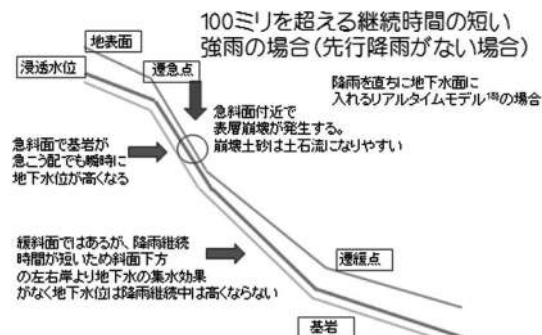 100ミリを超える継続時間の短い
強雨の場合(先行降雨がない場合)
地表面
浸透水位
遷急点
降雨を直ちに地下水面に
入れるリアルタイムモデル¹⁸⁾の場合
急斜面付近で
表層崩壊が発生する。
崩壊土砂は土石流になりやすい
急斜面で基岩が
急こう配でも瞬時に
地下水位が高くなる
緩斜面ではあるが、降雨継続
時間が短いため斜面下方
の左右岸より地下水の集水効果
がなく地下水位は降雨継続中は高くならない
遷緩点
基岩